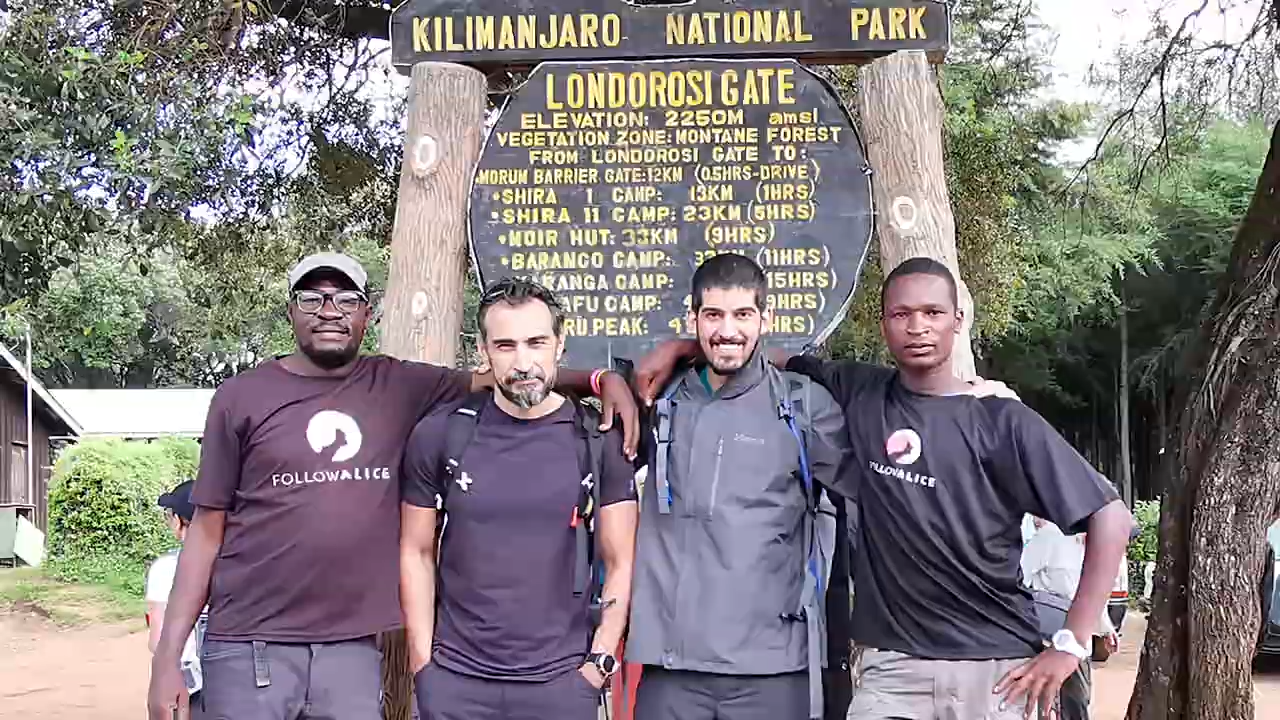 KILIMANJARO NATIONAL PARK
LONDOROSI GATE
ELEVATION: 2250M amsl
VEGETATION ZONE: MONTANE FOREST
FROM LONDOROSI GATE TO:
MORUM BARRIER GATE: 12KM (0.5HRS-DRIVE)
•SHIRA 1 CAMP: 13KM (1HRS)
•SHIRA 11 CAMP: 23KM (5HRS)
•MOIR HUT: 33KM (9HRS)
•BARANCO CAMP: (11HRS)
CAMP: 15HRS)
CAMP: HRS)
PEAK: HRS)
FOLLOWALICE
Marmot
FOLLOWALICE